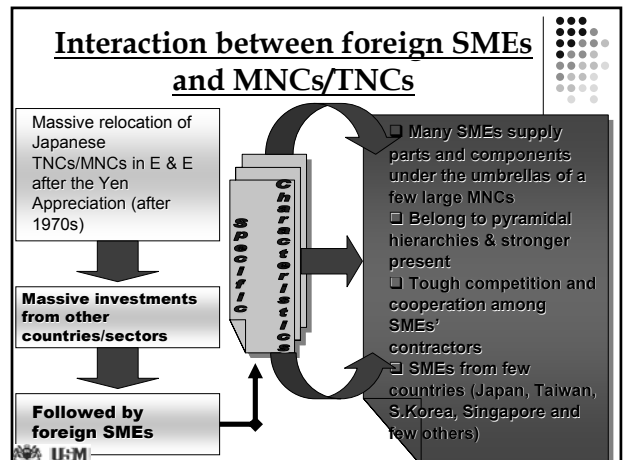 Interaction between foreign SMEs
and MNCs/TNCs
Massive relocation of
Japanese
TNCs/MNCs in E & E
after the Yen
Appreciation (after
1970s)
Massive investments
from other
countries/sectors
Followed by
foreign SMEs
Specific
Characteristics
❑ Many SMEs supply
parts and components
under the umbrellas of a
few large MNCs
❑ Belong to pyramidal
hierarchies & stronger
present
❑ Tough competition and
cooperation among
SMEs'
contractors
❑ SMEs from few
countries (Japan, Taiwan,
S.Korea, Singapore and
few others)
USM